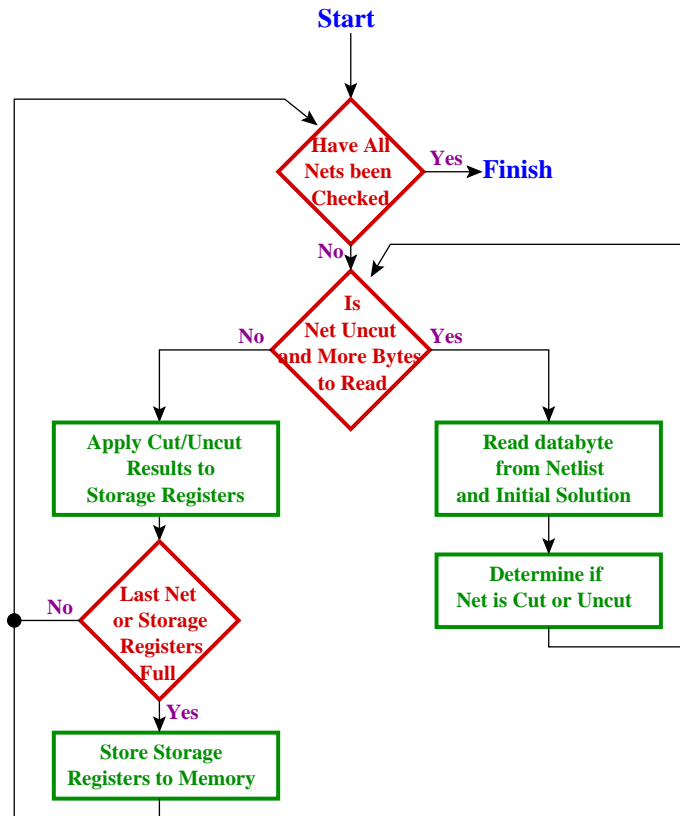 Start
Have All
Nets been
Checked
Yes
Finish
No
Is
Net Uncut
and More Bytes
to Read
No
Yes
Apply Cut/Uncut
Results to
Storage Registers
Read databyte
from Netlist
and Initial Solution
Determine if
Net is Cut or Uncut
Last Net
or Storage
Registers
Full
No
Yes
Store Storage
Registers to Memory